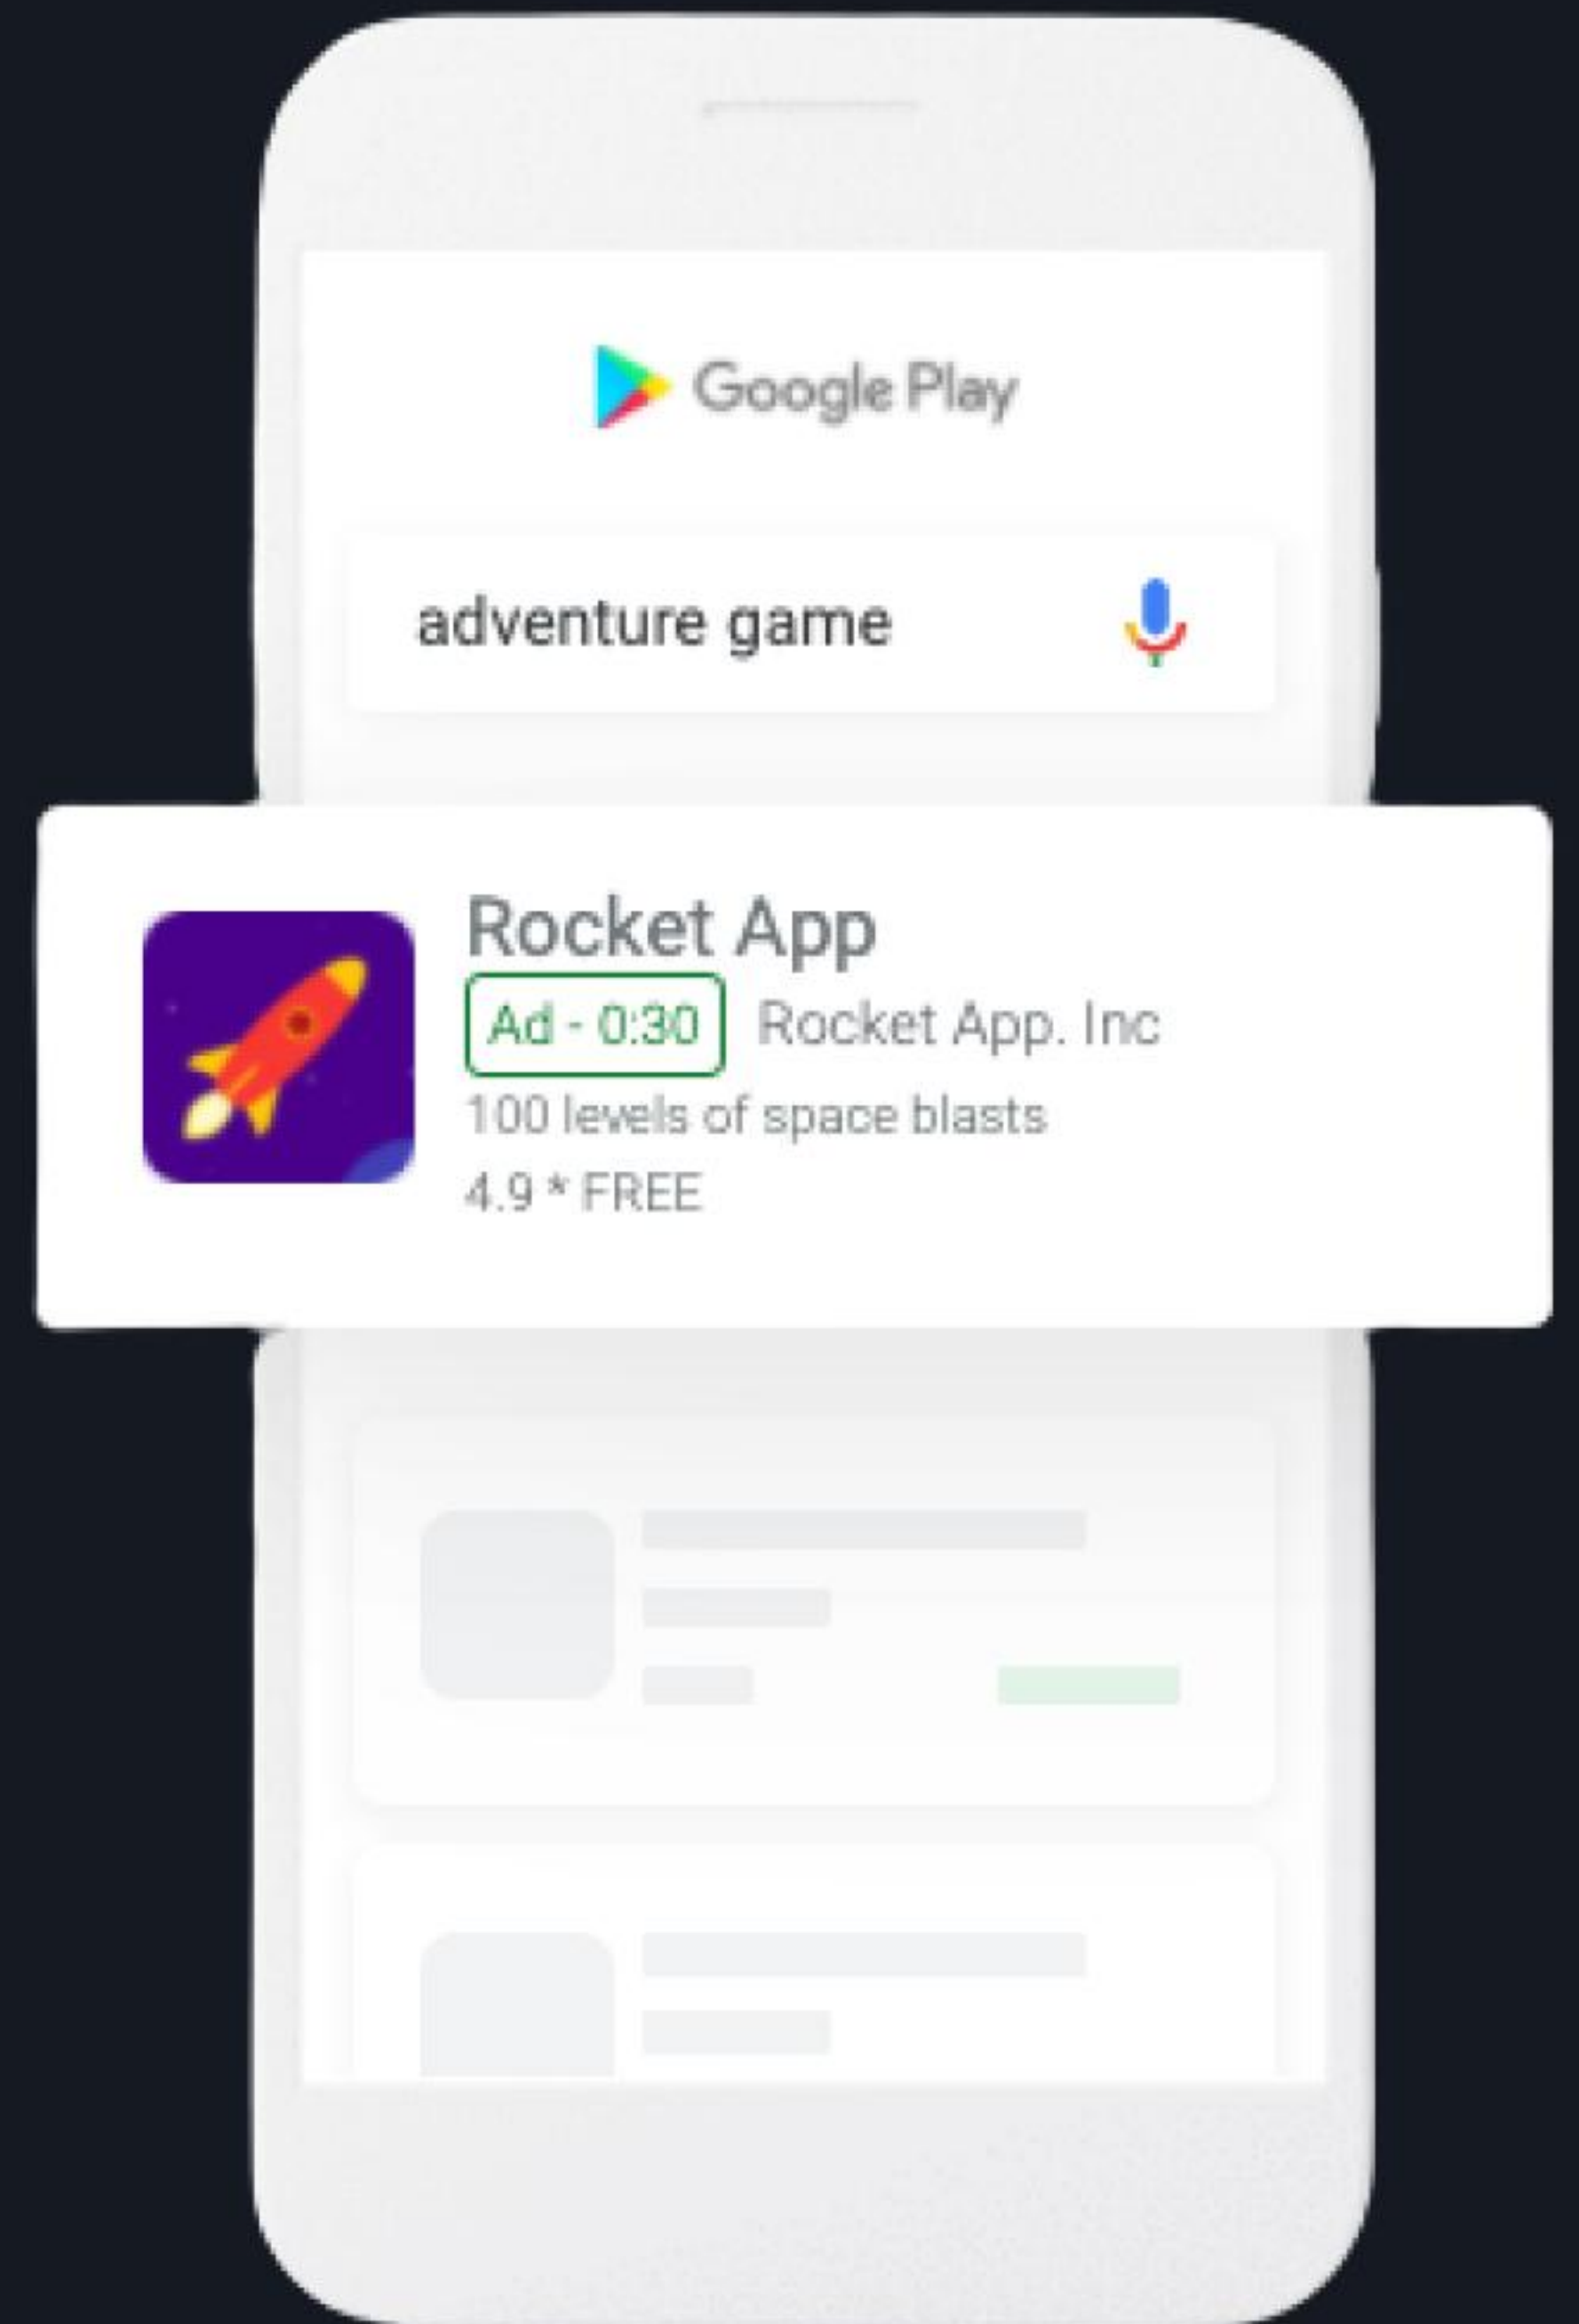 Google Play
adventure game
Rocket App
Ad - 0:30 Rocket App. Inc
100 levels of space blasts
4.9 * FREE